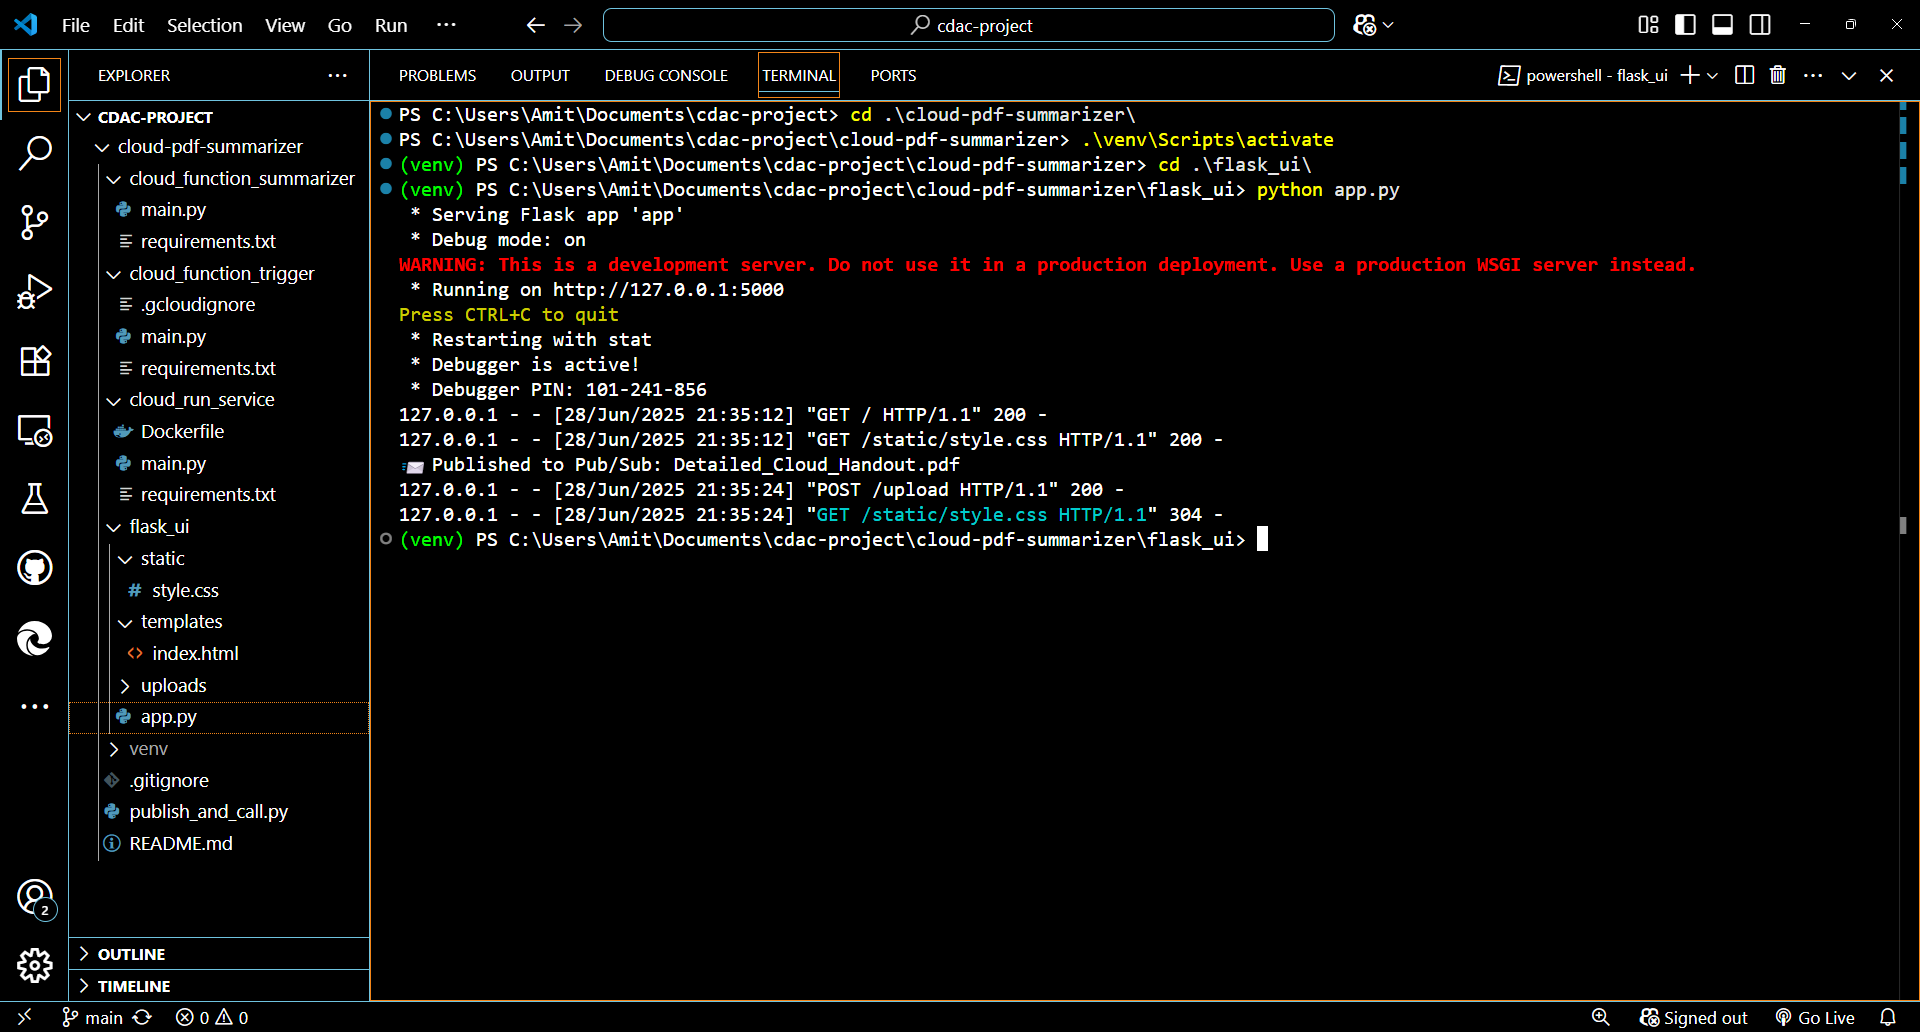 File Edit Selection View Go Run ···
cdac-project
EXPLORER ···
CDAC-PROJECT
cloud-pdf-summarizer
cloud_function_summarizer
main.py
requirements.txt
cloud_function_trigger
.gcloudignore
main.py
requirements.txt
cloud_run_service
Dockerfile
main.py
requirements.txt
flask_ui
static
# style.css
templates
<> index.html
uploads
app.py
venv
.gitignore
publish_and_call.py
README.md
OUTLINE
TIMELINE
2
PROBLEMS OUTPUT DEBUG CONSOLE TERMINAL PORTS
powershell - flask_ui
PS C:\Users\Amit\Documents\cdac-project> cd .\cloud-pdf-summarizer\
PS C:\Users\Amit\Documents\cdac-project\cloud-pdf-summarizer> .\venv\Scripts\activate
(venv) PS C:\Users\Amit\Documents\cdac-project\cloud-pdf-summarizer> cd .\flask_ui\
(venv) PS C:\Users\Amit\Documents\cdac-project\cloud-pdf-summarizer\flask_ui> python app.py
* Serving Flask app 'app'
* Debug mode: on
WARNING: This is a development server. Do not use it in a production deployment. Use a production WSGI server instead.
* Running on http://127.0.0.1:5000
Press CTRL+C to quit
* Restarting with stat
* Debugger is active!
* Debugger PIN: 101-241-856
127.0.0.1 - - [28/Jun/2025 21:35:12] "GET / HTTP/1.1" 200 -
127.0.0.1 - - [28/Jun/2025 21:35:12] "GET /static/style.css HTTP/1.1" 200 -
📨 Published to Pub/Sub: Detailed_Cloud_Handout.pdf
127.0.0.1 - - [28/Jun/2025 21:35:24] "POST /upload HTTP/1.1" 200 -
127.0.0.1 - - [28/Jun/2025 21:35:24] "GET /static/style.css HTTP/1.1" 304 -
(venv) PS C:\Users\Amit\Documents\cdac-project\cloud-pdf-summarizer\flask_ui>
main 0 0 Signed out Go Live